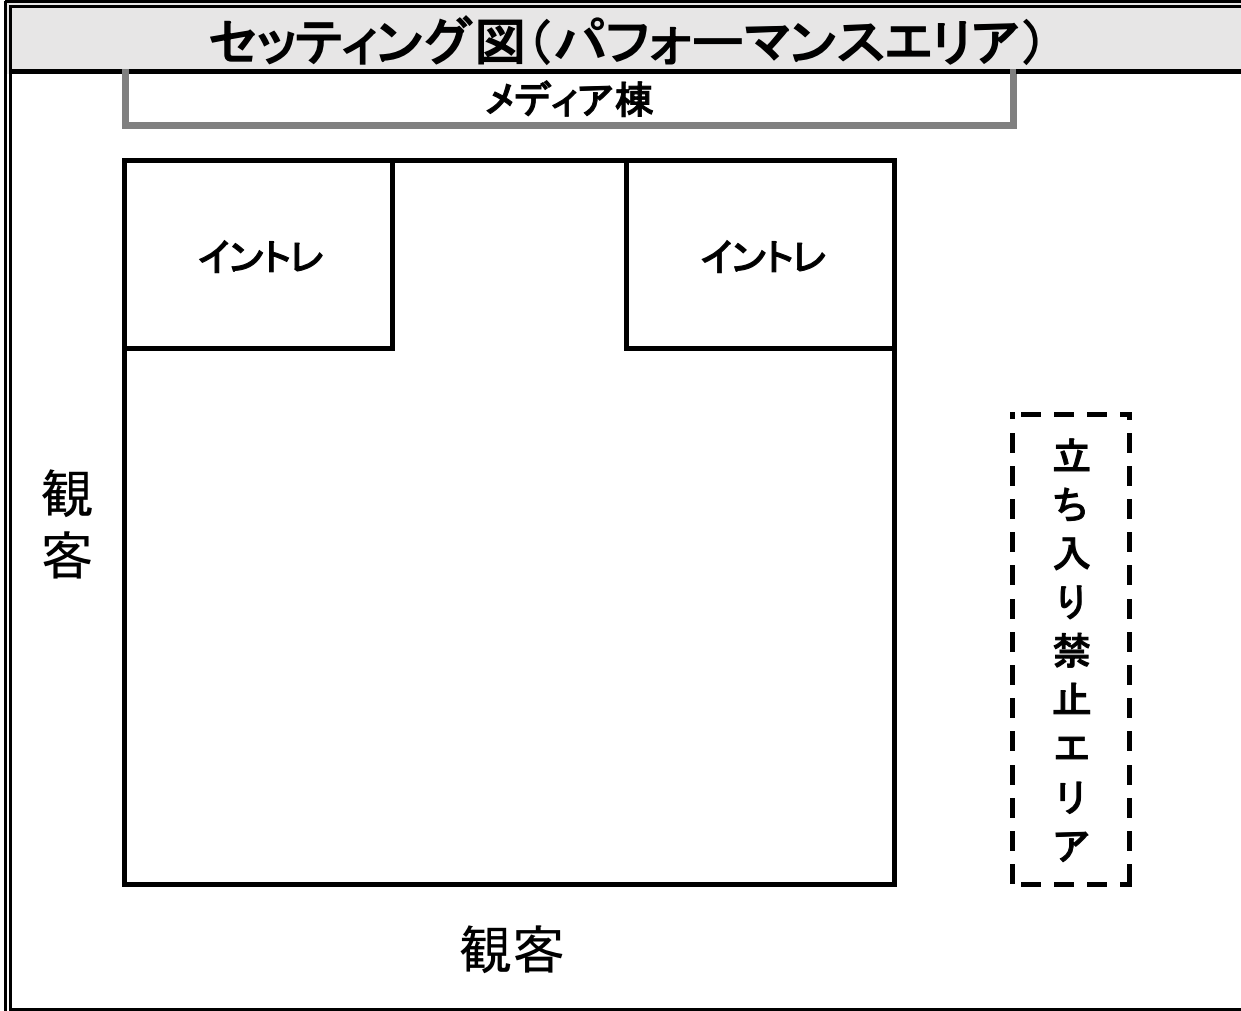 セッティング図（パフォーマンスエリア）
メディア棟
イントレ
イントレ
観客
立ち入り禁止エリア
観客